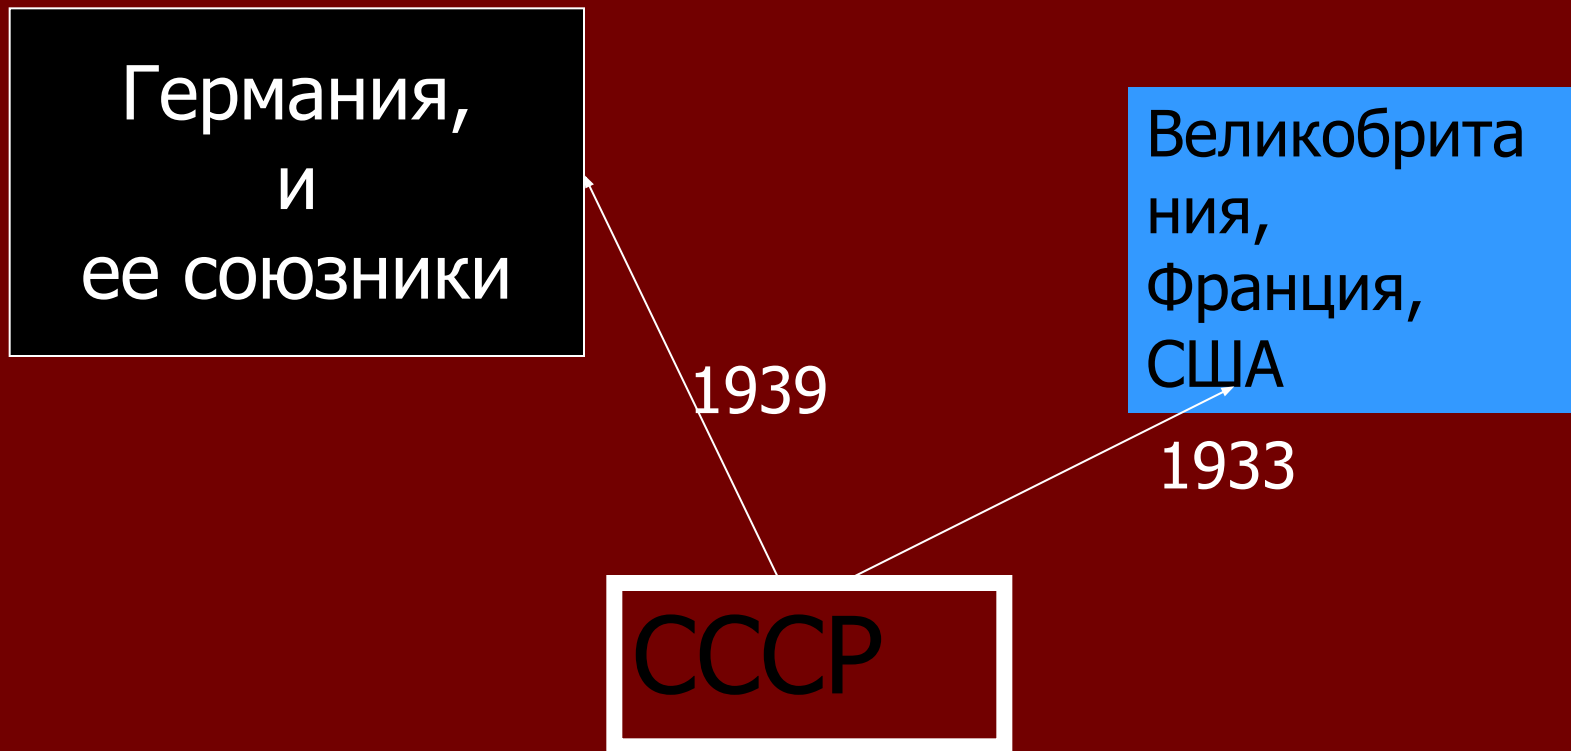 Германия,
и
ее союзники
Великобрита
ния,
Франция,
США
1939
1933
СССР